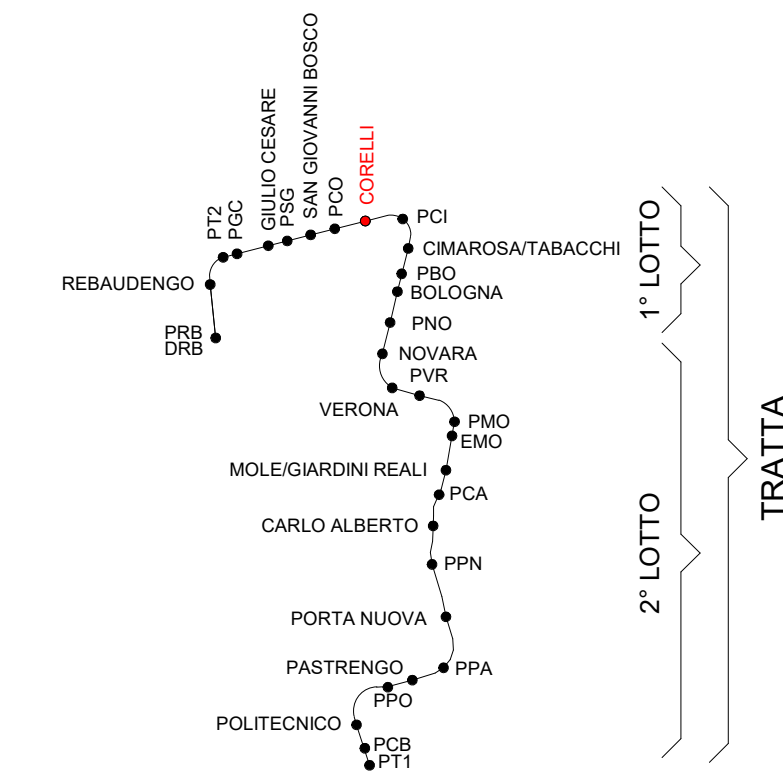 PT2
PGC
GIULIO CESARE
PSG
SAN GIOVANNI BOSCO
PCO
CORELLI
PCI
CIMAROSA/TABACCHI
REBAUDENGO
PBO
BOLOGNA
PNO
PRB
DRB
NOVARA
PVR
VERONA
PMO
EMO
MOLE/GIARDINI REALI
PCA
CARLO ALBERTO
PPN
PORTA NUOVA
PASTRENGO
PPA
PPO
POLITECNICO
PCB
PT1
1° LOTTO
2° LOTTO
TRATTA